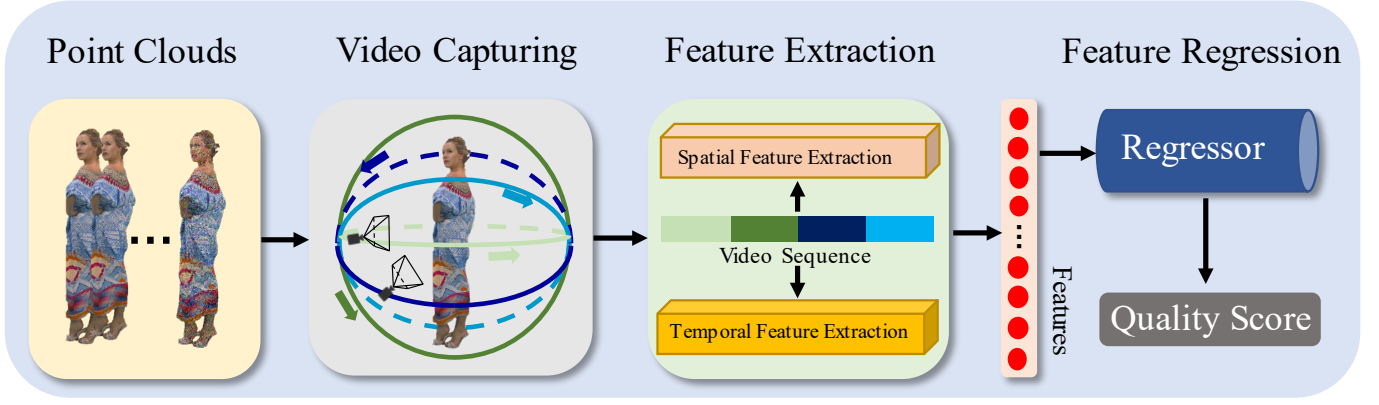 Point Clouds
Video Capturing
Feature Extraction
Feature Regression
Spatial Feature Extraction
Video Sequence
Temporal Feature Extraction
Features
Regressor
Quality Score